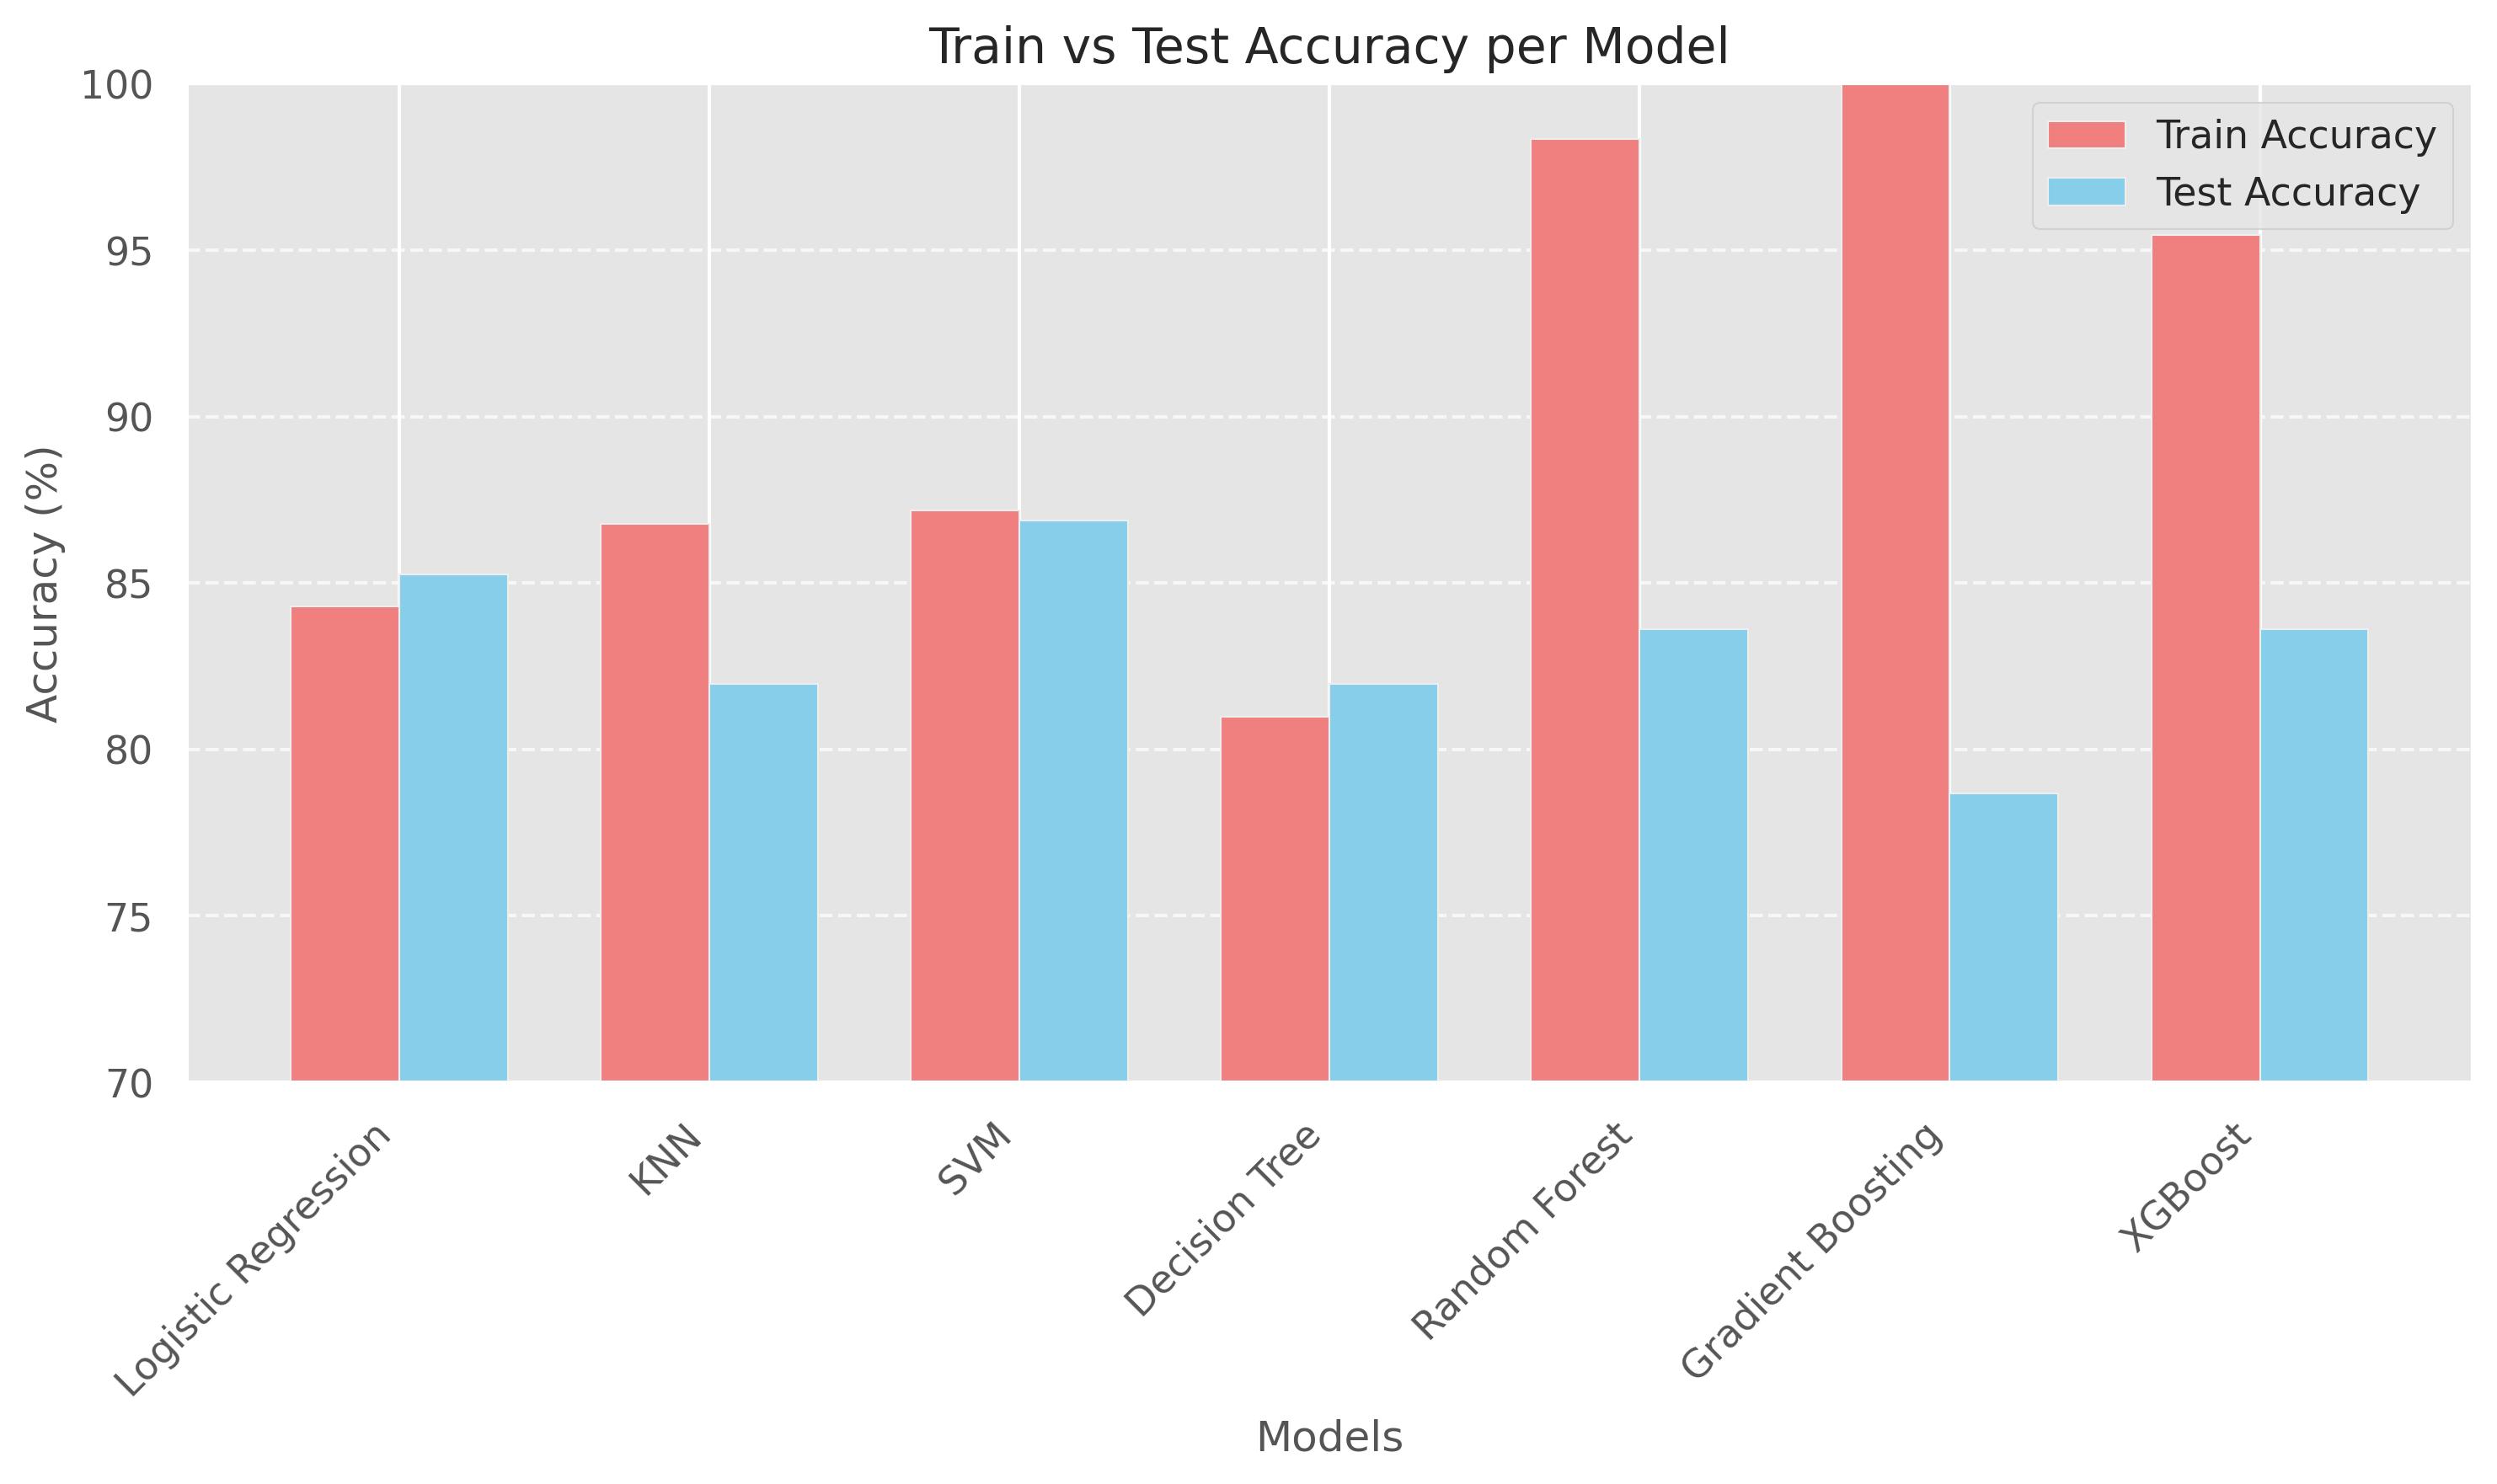 Train vs Test Accuracy per Model
100
95
90
85
80
75
70
Accuracy (%)
Train Accuracy
Test Accuracy
Logistic Regression
KNN
SVM
Decision Tree
Random Forest
Gradient Boosting
XGBoost
Models